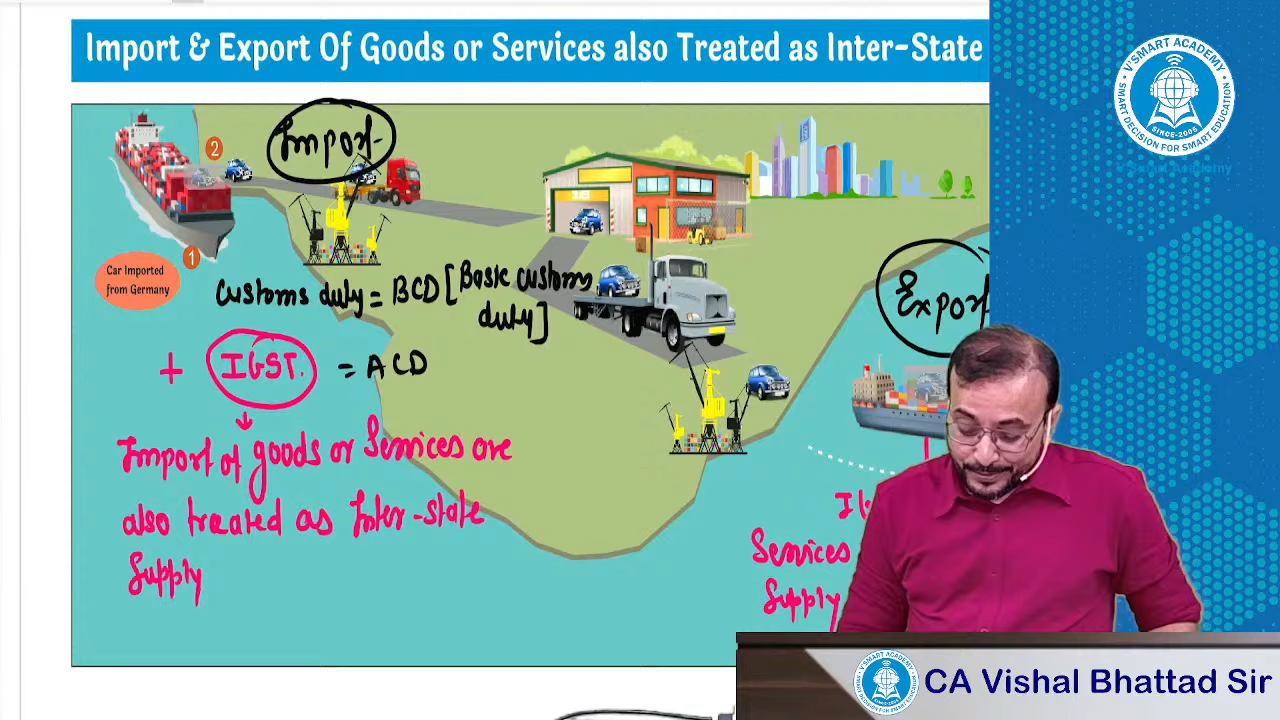 Import & Export Of Goods or Services also Treated as Inter-State
V'SMART ACADEMY
SMART DECISION FOR SMART EDUCATION
SINCE-2005
Import
2
1
Car Imported
from Germany
Customs duty = BCD [Basic customs
duty]
+ IGST. = ACD
Import of goods or Services are
also treated as Inter-state
Supply
Export
Services
Supply
CA Vishal Bhattad Sir